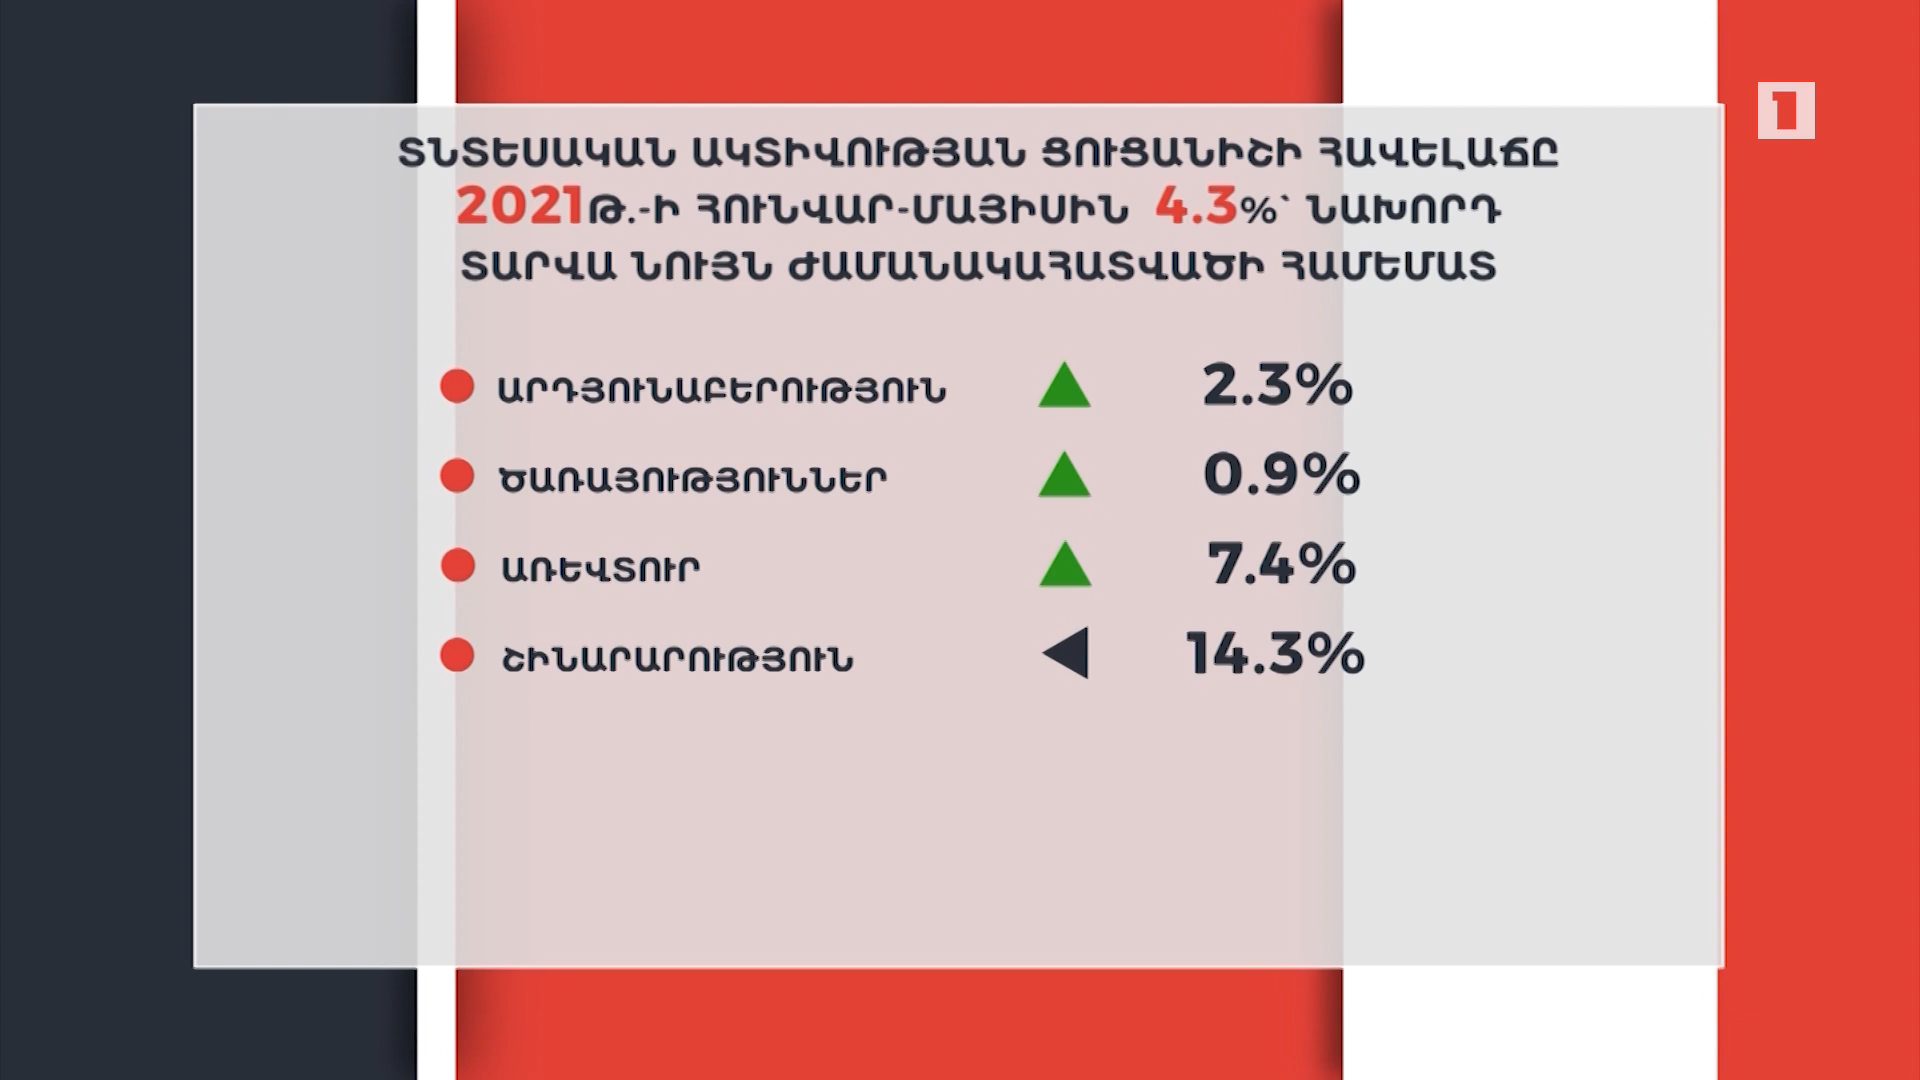 ՏՆՏԵՍԱԿԱՆ ԱԿՏԻՎՈՒԹՅԱՆ ՑՈՒՑԱՆԻՇԻ ՀԱՎԵԼԱՃԸ
2021Թ.-Ի ՀՈՒՆՎԱՐ-ՄԱՅԻՍԻՆ 4.3%՝ ՆԱԽՈՐԴ
ՏԱՐՎԱ ՆՈՒՅՆ ԺԱՄԱՆԱԿԱՀԱՏՎԱԾԻ ՀԱՄԵՄԱՏ
ԱՐԴՅՈՒՆԱԲԵՐՈՒԹՅՈՒՆ 2.3%
ԾԱՌԱՅՈՒԹՅՈՒՆՆԵՐ 0.9%
ԱՌԵՎՏՈՒՐ 7.4%
ՇԻՆԱՐԱՐՈՒԹՅՈՒՆ 14.3%
1